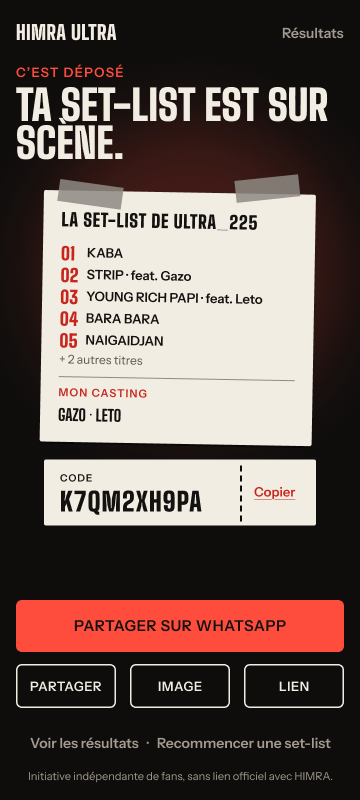 HIMRA ULTRA
Résultats
C'EST DÉPOSÉ
TA SET-LIST EST SUR
SCÈNE.
LA SET-LIST DE ULTRA_225
01 KABA
02 STRIP · feat. Gazo
03 YOUNG RICH PAPI · feat. Leto
04 BARA BARA
05 NAIGAIDJAN
+ 2 autres titres
MON CASTING
GAZO · LETO
CODE
K7QM2XH9PA
Copier
PARTAGER SUR WHATSAPP
PARTAGER
IMAGE
LIEN
Voir les résultats · Recommencer une set-list
Initiative indépendante de fans, sans lien officiel avec HIMRA.